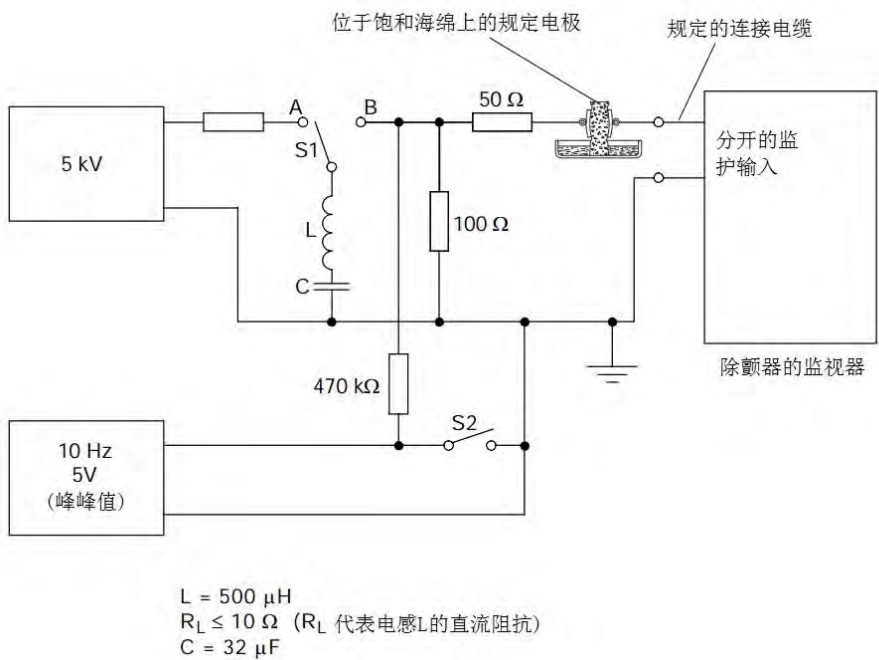 位于饱和海绵上的规定电极
规定的连接电缆
5 kV
A
B
S1
L
C
50 Ω
100 Ω
分开的监
护输入
除颤器的监视器
470 kΩ
S2
10 Hz
5V
(峰峰值)
L = 500 μH
R_L ≤ 10 Ω (R_L 代表电感L的直流阻抗)
C = 32 μF